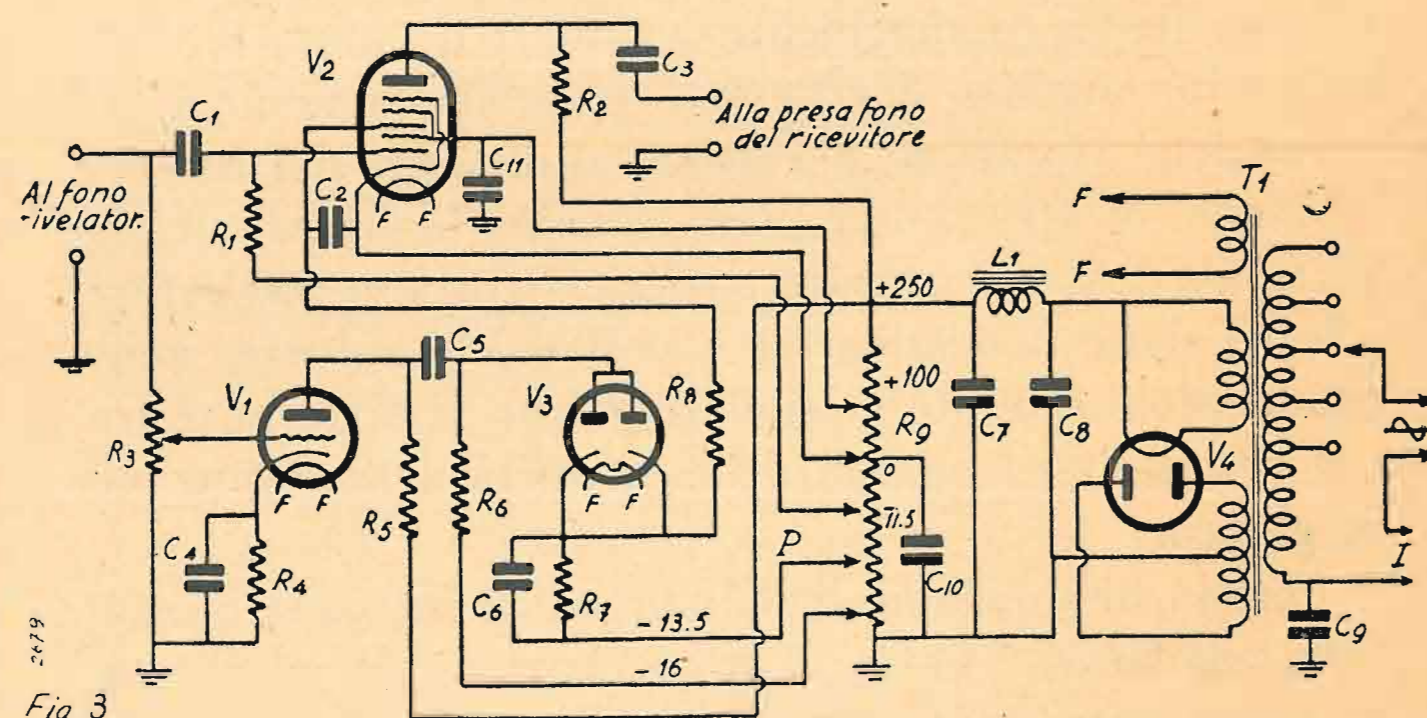 V2
C1
C3
R2
Alla presa fono
del ricevitore
C11
Al fono
-ivelator.
R1
C2
F F
T1
F
F
L1
+250
C5
+100
V1
V3
R8
R9
C7
C8
V4
R3
0
F F
F F
R5
R6
11.5
P
C4
R4
C6
R7
C10
I
-13.5
C9
-16
2679
Fig 3